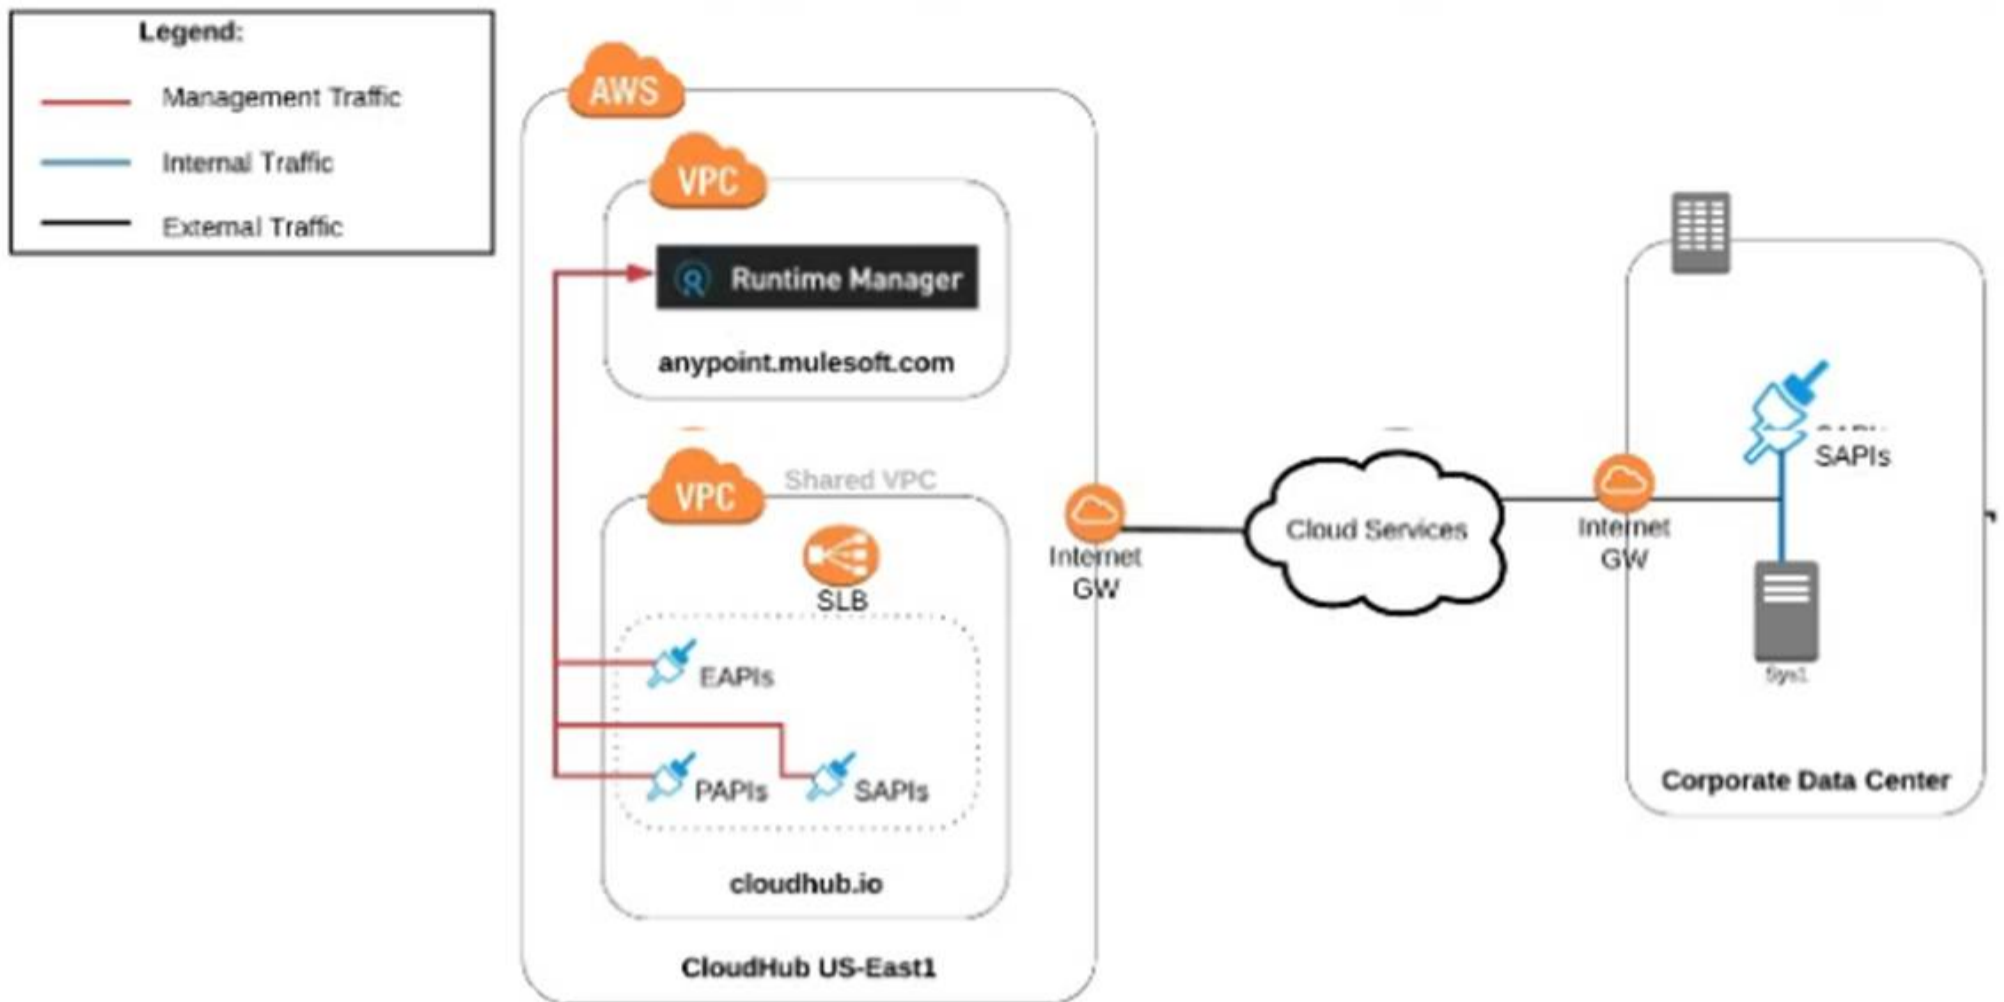 Legend:
Management Traffic
Internal Traffic
External Traffic
AWS
VPC
Runtime Manager
anypoint.mulesoft.com
VPC
Shared VPC
SLB
EAPIs
PAPIs
SAPIs
cloudhub.io
CloudHub US-East1
Internet
GW
Cloud Services
Internet
GW
SAPIs
Sys1
Corporate Data Center